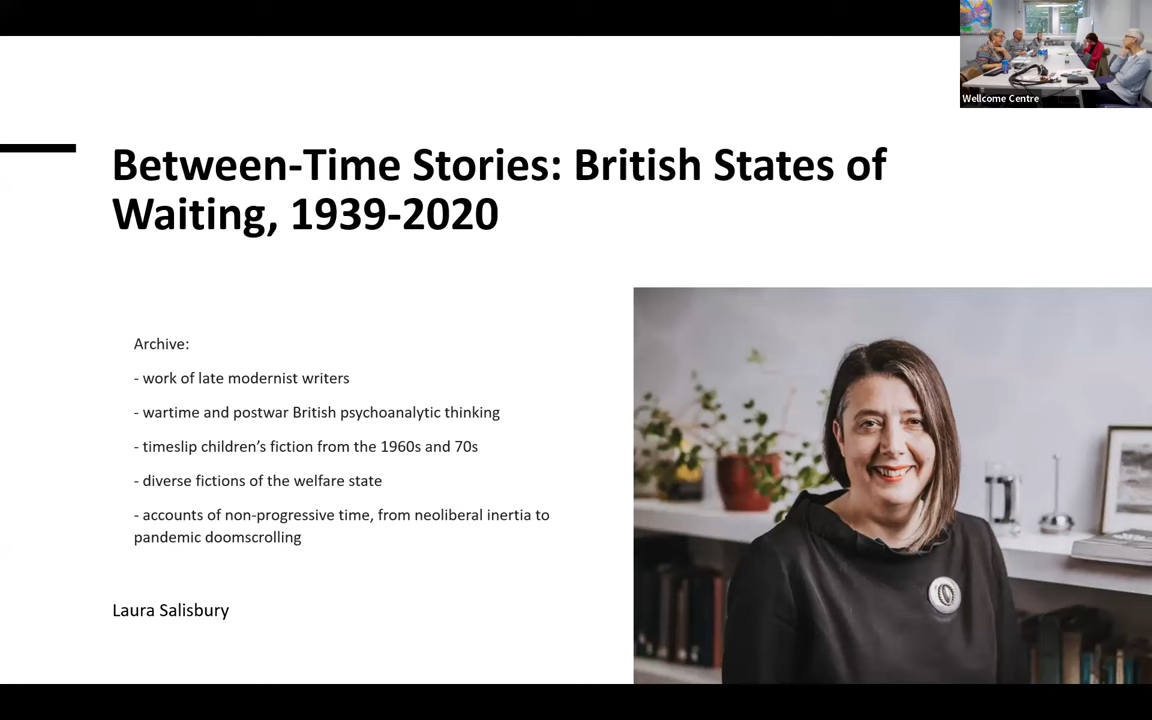 Wellcome Centre
Between-Time Stories: British States of
Waiting, 1939-2020
Archive:
- work of late modernist writers
- wartime and postwar British psychoanalytic thinking
- timeslip children’s fiction from the 1960s and 70s
- diverse fictions of the welfare state
- accounts of non-progressive time, from neoliberal inertia to
pandemic doomscrolling
Laura Salisbury